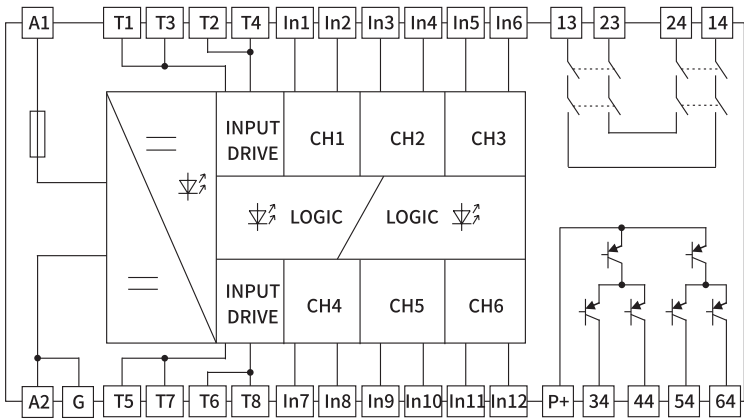 A1 T1 T3 T2 T4 In1 In2 In3 In4 In5 In6 13 23 24 14
INPUT
DRIVE
CH1 CH2 CH3
LOGIC LOGIC
INPUT
DRIVE
CH4 CH5 CH6
A2 G T5 T7 T6 T8 In7 In8 In9 In10 In11 In12 P+ 34 44 54 64